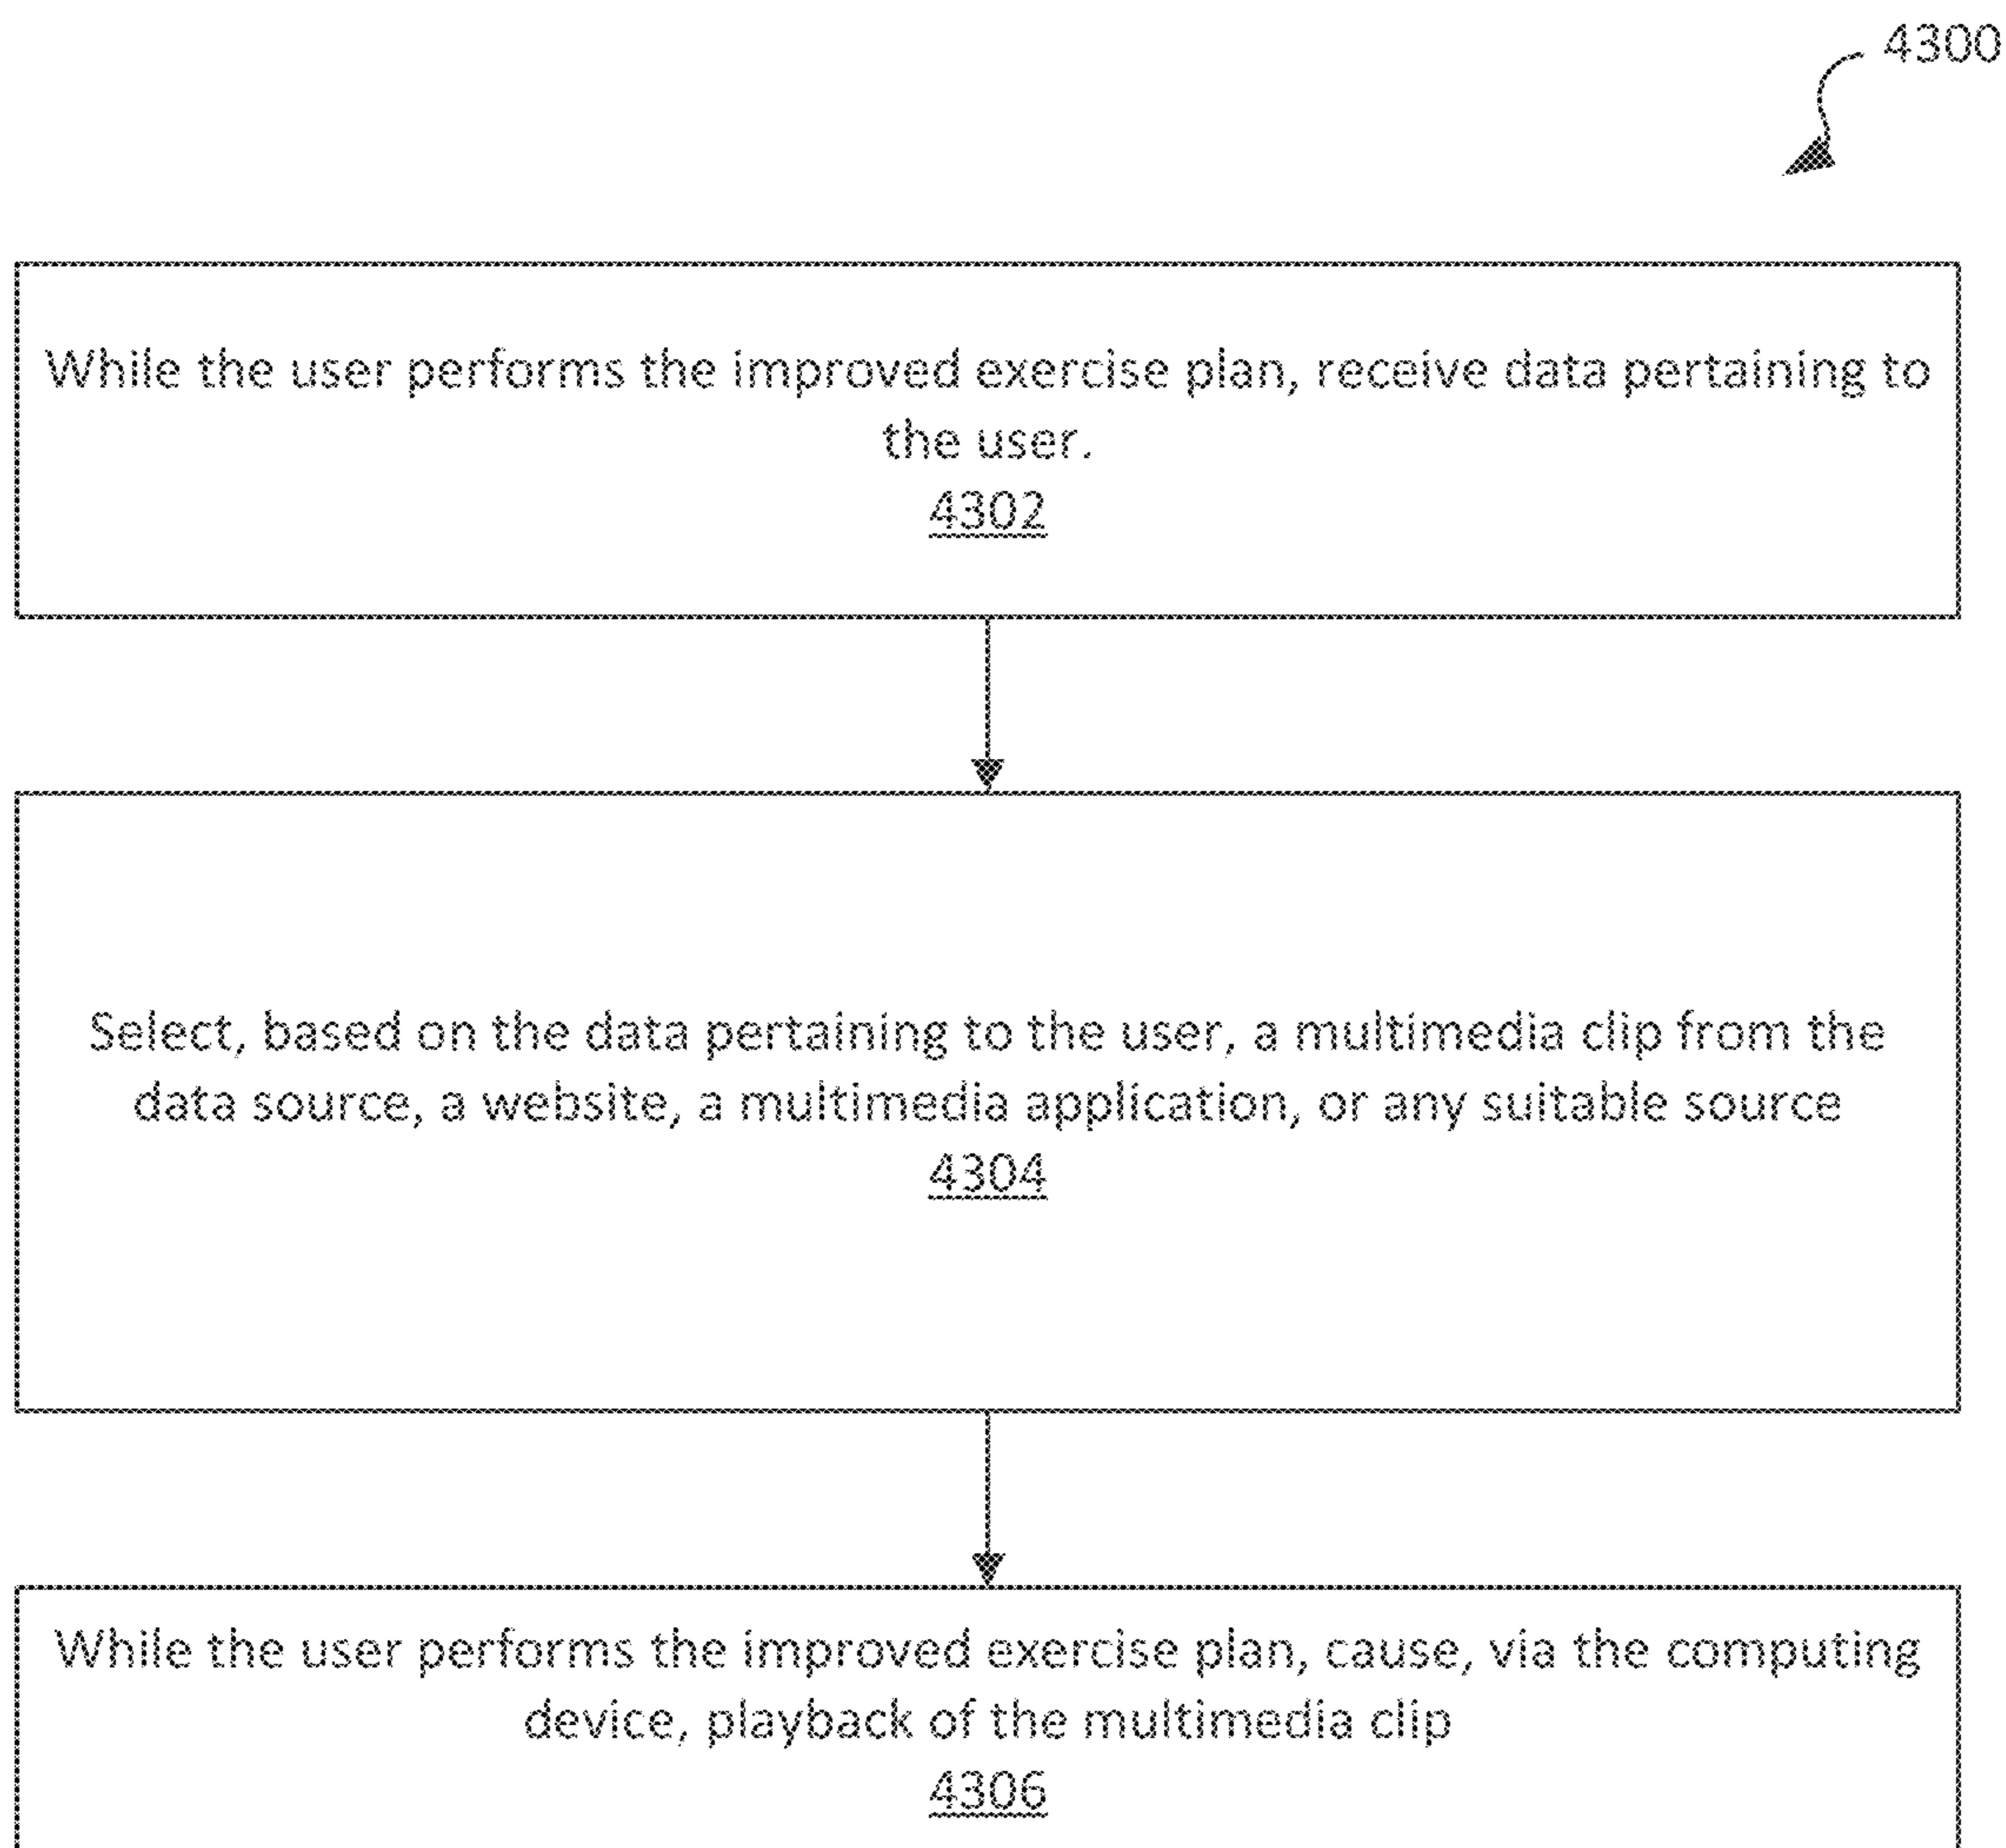 4300
While the user performs the improved exercise plan, receive data pertaining to
the user.
4302
Select, based on the data pertaining to the user, a multimedia clip from the
data source, a website, a multimedia application, or any suitable source
4304
While the user performs the improved exercise plan, cause, via the computing
device, playback of the multimedia clip
4306